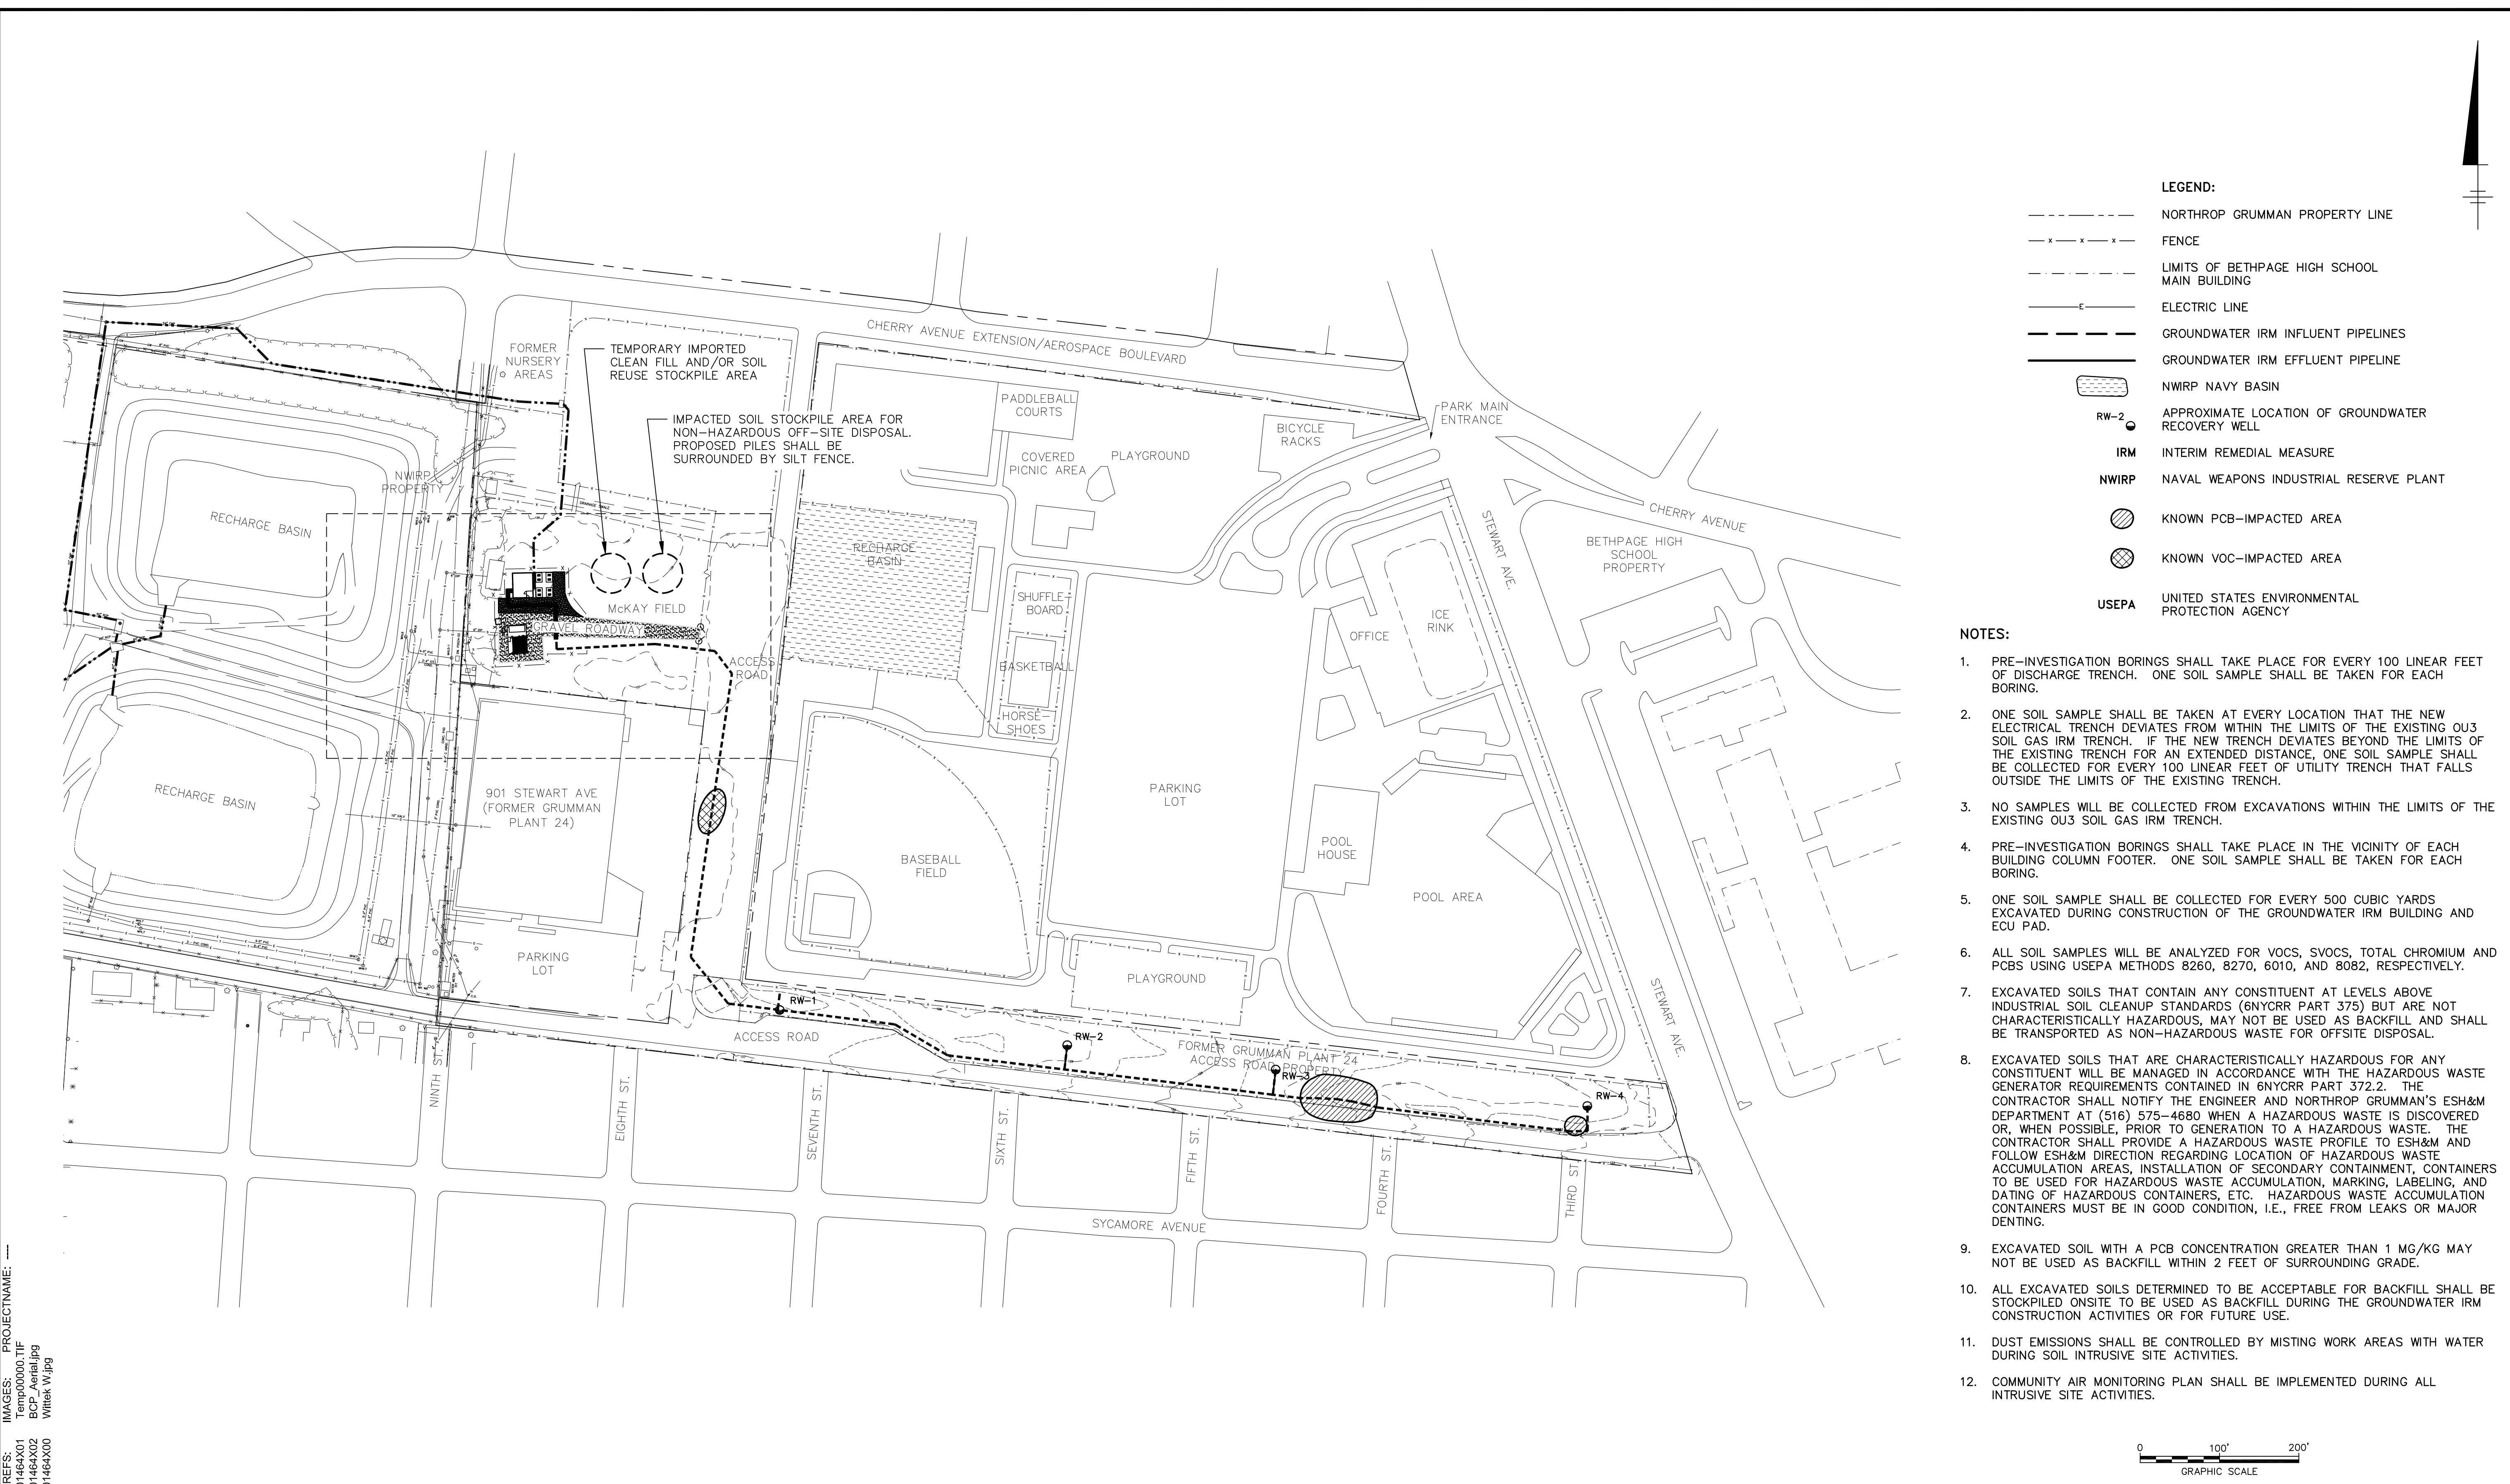 CHERRY AVENUE EXTENSION/AEROSPACE BOULEVARD
FORMER
NURSERY
AREAS
TEMPORARY IMPORTED
CLEAN FILL AND/OR SOIL
REUSE STOCKPILE AREA
IMPACTED SOIL STOCKPILE AREA FOR
NON-HAZARDOUS OFF-SITE DISPOSAL.
PROPOSED PILES SHALL BE
SURROUNDED BY SILT FENCE.
PADDLEBALL
COURTS
BICYCLE
RACKS
PARK MAIN
ENTRANCE
COVERED
PICNIC AREA
PLAYGROUND
NWIRP
PROPERTY
RECHARGE BASIN
STEWART AVE.
CHERRY AVENUE
BETHPAGE HIGH
SCHOOL
PROPERTY
RECHARGE
BASIN
McKAY FIELD
GRAVEL ROADWAY
SHUFFLE-
BOARD
ICE
RINK
OFFICE
ACCESS
ROAD
BASKETBALL
HORSE-
SHOES
RECHARGE BASIN
901 STEWART AVE
(FORMER GRUMMAN
PLANT 24)
PARKING
LOT
BASEBALL
FIELD
POOL
HOUSE
POOL AREA
PARKING
LOT
PLAYGROUND
STEWART AVE.
RW-1
ACCESS ROAD
RW-2
FORMER GRUMMAN PLANT 24
ACCESS ROAD PROPERTY
RW-3
RW-4
NINTH ST.
EIGHTH ST.
SEVENTH ST.
SIXTH ST.
FIFTH ST.
FOURTH ST.
THIRD ST.
SYCAMORE AVENUE
LEGEND:
NORTHROP GRUMMAN PROPERTY LINE
FENCE
LIMITS OF BETHPAGE HIGH SCHOOL
MAIN BUILDING
E ELECTRIC LINE
GROUNDWATER IRM INFLUENT PIPELINES
GROUNDWATER IRM EFFLUENT PIPELINE
NWIRP NAVY BASIN
RW-2 APPROXIMATE LOCATION OF GROUNDWATER
RECOVERY WELL
IRM INTERIM REMEDIAL MEASURE
NWIRP NAVAL WEAPONS INDUSTRIAL RESERVE PLANT
KNOWN PCB-IMPACTED AREA
KNOWN VOC-IMPACTED AREA
USEPA UNITED STATES ENVIRONMENTAL
PROTECTION AGENCY
NOTES:
1. PRE-INVESTIGATION BORINGS SHALL TAKE PLACE FOR EVERY 100 LINEAR FEET
OF DISCHARGE TRENCH. ONE SOIL SAMPLE SHALL BE TAKEN FOR EACH
BORING.
2. ONE SOIL SAMPLE SHALL BE TAKEN AT EVERY LOCATION THAT THE NEW
ELECTRICAL TRENCH DEVIATES FROM WITHIN THE LIMITS OF THE EXISTING OU3
SOIL GAS IRM TRENCH. IF THE NEW TRENCH DEVIATES BEYOND THE LIMITS OF
THE EXISTING TRENCH FOR AN EXTENDED DISTANCE, ONE SOIL SAMPLE SHALL
BE COLLECTED FOR EVERY 100 LINEAR FEET OF UTILITY TRENCH THAT FALLS
OUTSIDE THE LIMITS OF THE EXISTING TRENCH.
3. NO SAMPLES WILL BE COLLECTED FROM EXCAVATIONS WITHIN THE LIMITS OF THE
EXISTING OU3 SOIL GAS IRM TRENCH.
4. PRE-INVESTIGATION BORINGS SHALL TAKE PLACE IN THE VICINITY OF EACH
BUILDING COLUMN FOOTER. ONE SOIL SAMPLE SHALL BE TAKEN FOR EACH
BORING.
5. ONE SOIL SAMPLE SHALL BE COLLECTED FOR EVERY 500 CUBIC YARDS
EXCAVATED DURING CONSTRUCTION OF THE GROUNDWATER IRM BUILDING AND
ECU PAD.
6. ALL SOIL SAMPLES WILL BE ANALYZED FOR VOCS, SVOCS, TOTAL CHROMIUM AND
PCBS USING USEPA METHODS 8260, 8270, 6010, AND 8082, RESPECTIVELY.
7. EXCAVATED SOILS THAT CONTAIN ANY CONSTITUENT AT LEVELS ABOVE
INDUSTRIAL SOIL CLEANUP STANDARDS (6NYCRR PART 375) BUT ARE NOT
CHARACTERISTICALLY HAZARDOUS, MAY NOT BE USED AS BACKFILL AND SHALL
BE TRANSPORTED AS NON-HAZARDOUS WASTE FOR OFFSITE DISPOSAL.
8. EXCAVATED SOILS THAT ARE CHARACTERISTICALLY HAZARDOUS FOR ANY
CONSTITUENT WILL BE MANAGED IN ACCORDANCE WITH THE HAZARDOUS WASTE
GENERATOR REQUIREMENTS CONTAINED IN 6NYCRR PART 372.2. THE
CONTRACTOR SHALL NOTIFY THE ENGINEER AND NORTHROP GRUMMAN'S ESH&M
DEPARTMENT AT (516) 575-4680 WHEN A HAZARDOUS WASTE IS DISCOVERED
OR, WHEN POSSIBLE, PRIOR TO GENERATION TO A HAZARDOUS WASTE. THE
CONTRACTOR SHALL PROVIDE A HAZARDOUS WASTE PROFILE TO ESH&M AND
FOLLOW ESH&M DIRECTION REGARDING LOCATION OF HAZARDOUS WASTE
ACCUMULATION AREAS, INSTALLATION OF SECONDARY CONTAINMENT, CONTAINERS
TO BE USED FOR HAZARDOUS WASTE ACCUMULATION, MARKING, LABELING, AND
DATING OF HAZARDOUS CONTAINERS, ETC. HAZARDOUS WASTE ACCUMULATION
CONTAINERS MUST BE IN GOOD CONDITION, I.E., FREE FROM LEAKS OR MAJOR
DENTING.
9. EXCAVATED SOIL WITH A PCB CONCENTRATION GREATER THAN 1 MG/KG MAY
NOT BE USED AS BACKFILL WITHIN 2 FEET OF SURROUNDING GRADE.
10. ALL EXCAVATED SOILS DETERMINED TO BE ACCEPTABLE FOR BACKFILL SHALL BE
STOCKPILED ONSITE TO BE USED AS BACKFILL DURING THE GROUNDWATER IRM
CONSTRUCTION ACTIVITIES OR FOR FUTURE USE.
11. DUST EMISSIONS SHALL BE CONTROLLED BY MISTING WORK AREAS WITH WATER
DURING SOIL INTRUSIVE SITE ACTIVITIES.
12. COMMUNITY AIR MONITORING PLAN SHALL BE IMPLEMENTED DURING ALL
INTRUSIVE SITE ACTIVITIES.
0 100' 200'
GRAPHIC SCALE
REFS: IMAGES: PROJECTNAME: ----
01464X01 Temp00000.TIF
01464X02 BCP_Aerial.jpg
01464X00 Wittek W.jpg